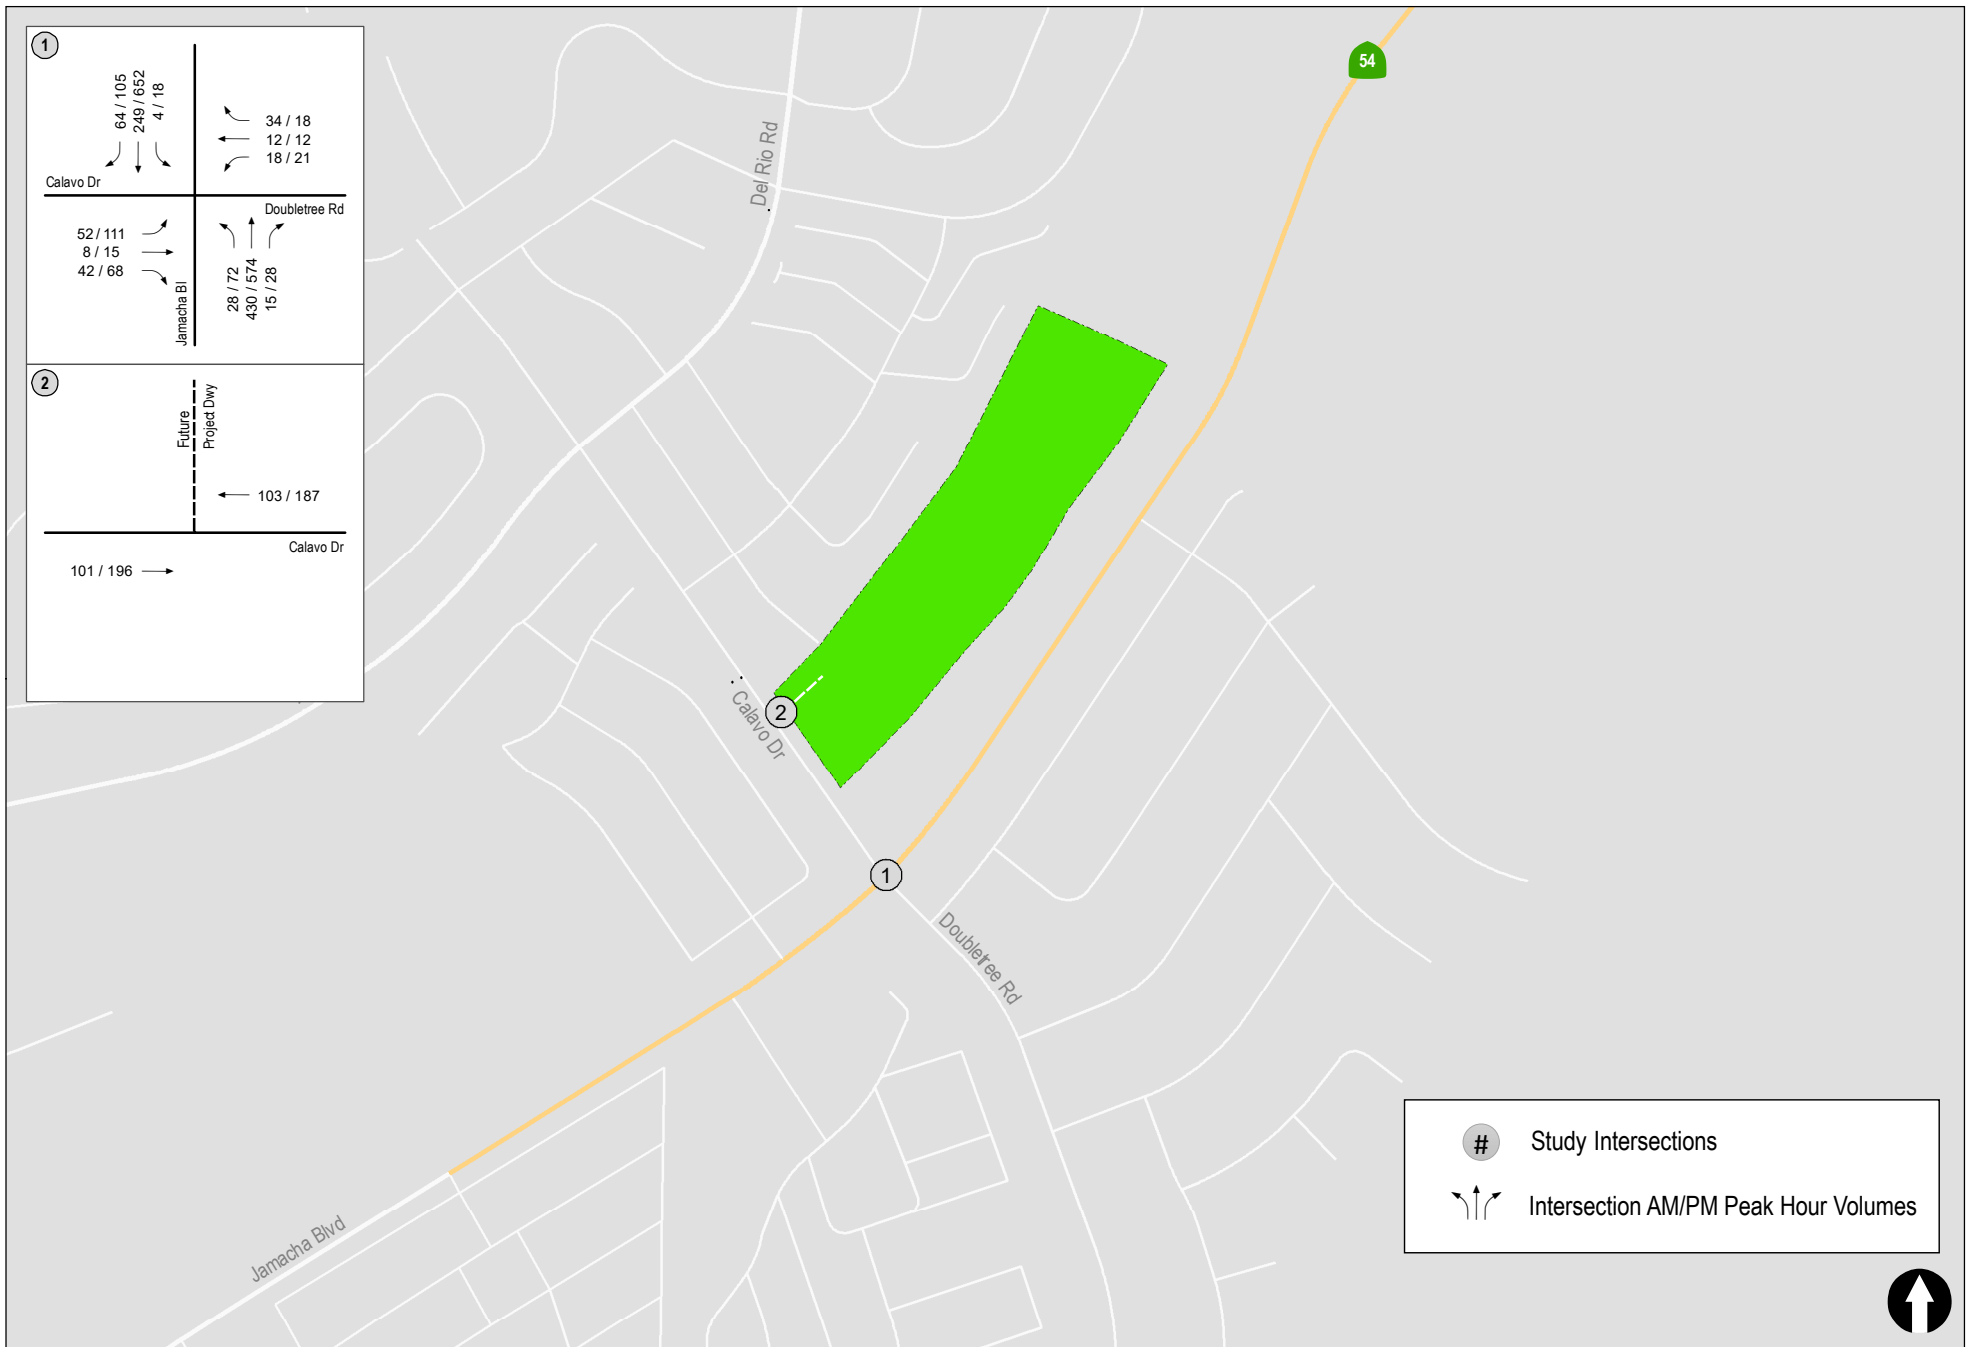 1
64 / 105
249 / 652
4 / 18
34 / 18
12 / 12
18 / 21
Calavo Dr
Doubletree Rd
52 / 111
8 / 15
42 / 68
28 / 72
430 / 574
15 / 28
Jamacha Bl
2
Future
Project Dwy
103 / 187
Calavo Dr
101 / 196
54
Del Rio Rd
2
Calavo Dr
1
Doubletree Rd
Jamacha Blvd
# Study Intersections
Intersection AM/PM Peak Hour Volumes